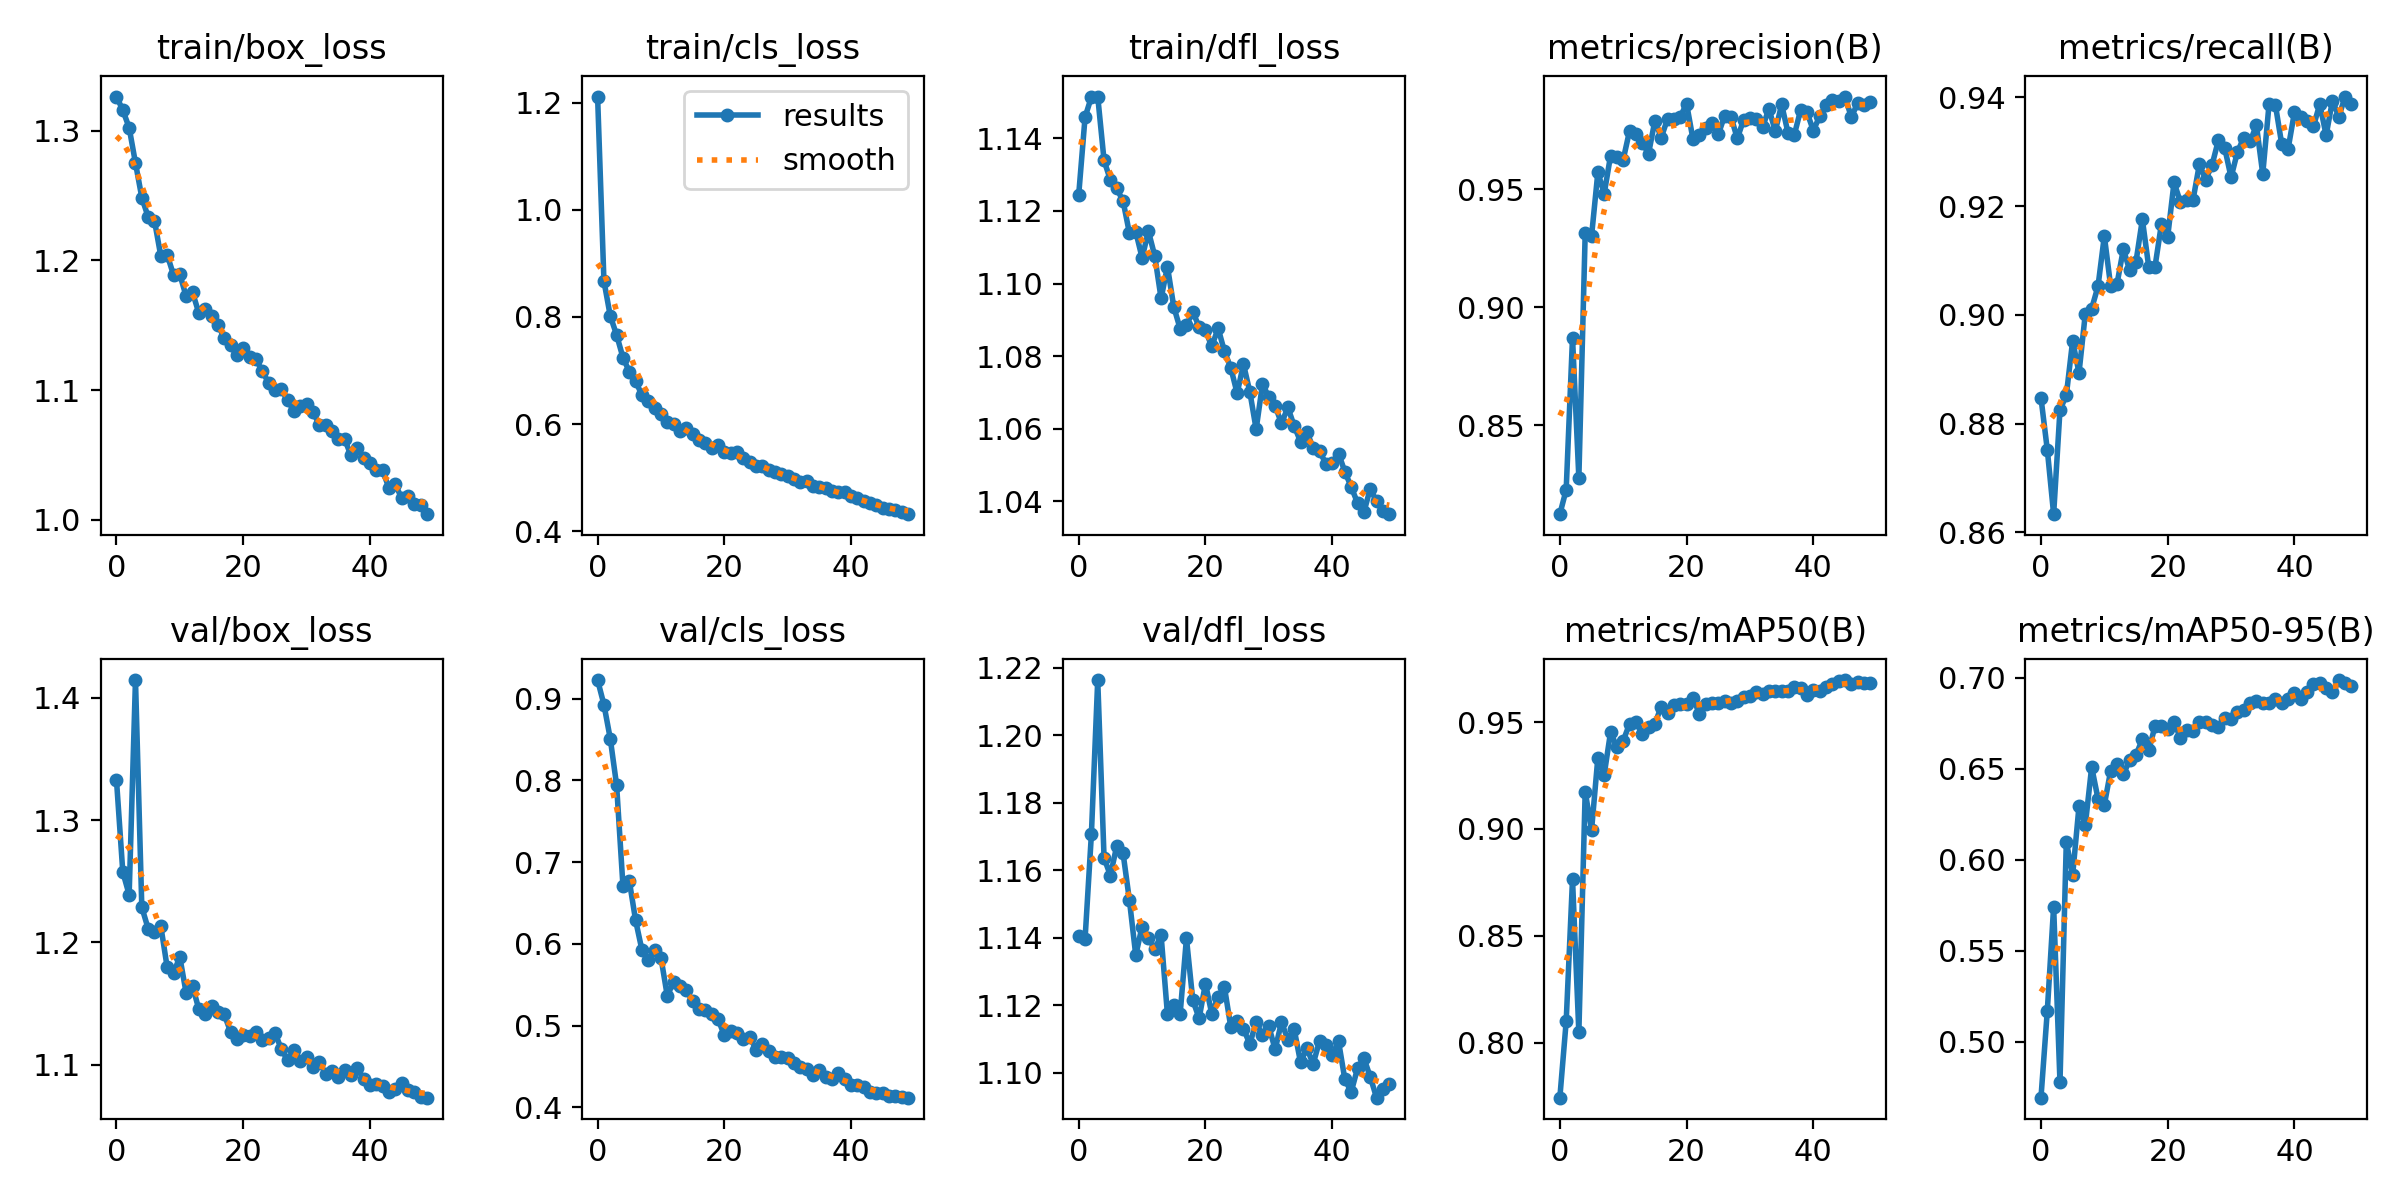 train/box_loss
1.3
1.2
1.1
1.0
0 20 40
train/cls_loss
results
smooth
1.2
1.0
0.8
0.6
0.4
0 20 40
train/dfl_loss
1.14
1.12
1.10
1.08
1.06
1.04
0 20 40
metrics/precision(B)
0.95
0.90
0.85
0 20 40
metrics/recall(B)
0.94
0.92
0.90
0.88
0.86
0 20 40
val/box_loss
1.4
1.3
1.2
1.1
0 20 40
val/cls_loss
0.9
0.8
0.7
0.6
0.5
0.4
0 20 40
val/dfl_loss
1.22
1.20
1.18
1.16
1.14
1.12
1.10
0 20 40
metrics/mAP50(B)
0.95
0.90
0.85
0.80
0 20 40
metrics/mAP50-95(B)
0.70
0.65
0.60
0.55
0.50
0 20 40